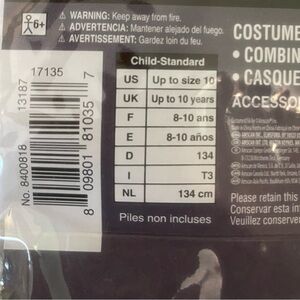 6+
⚠ WARNING: Keep away from fire.
⚠ ADVERTENCIA: Mantener alejado del fuego.
⚠ AVERTISSEMENT: Gardez loin du feu.
No. 8400818
13187
17135
8 09801 81035 7
Child-Standard
US Up to size 10
UK Up to 10 years
F 8-10 ans
E 8-10 años
D 134
I T3
NL 134 cm
Piles non incluses
COSTUME
• COMBIN
• CASQUE
ACCESSO
Please retain this
Conservar esta in
Veuillez conserver